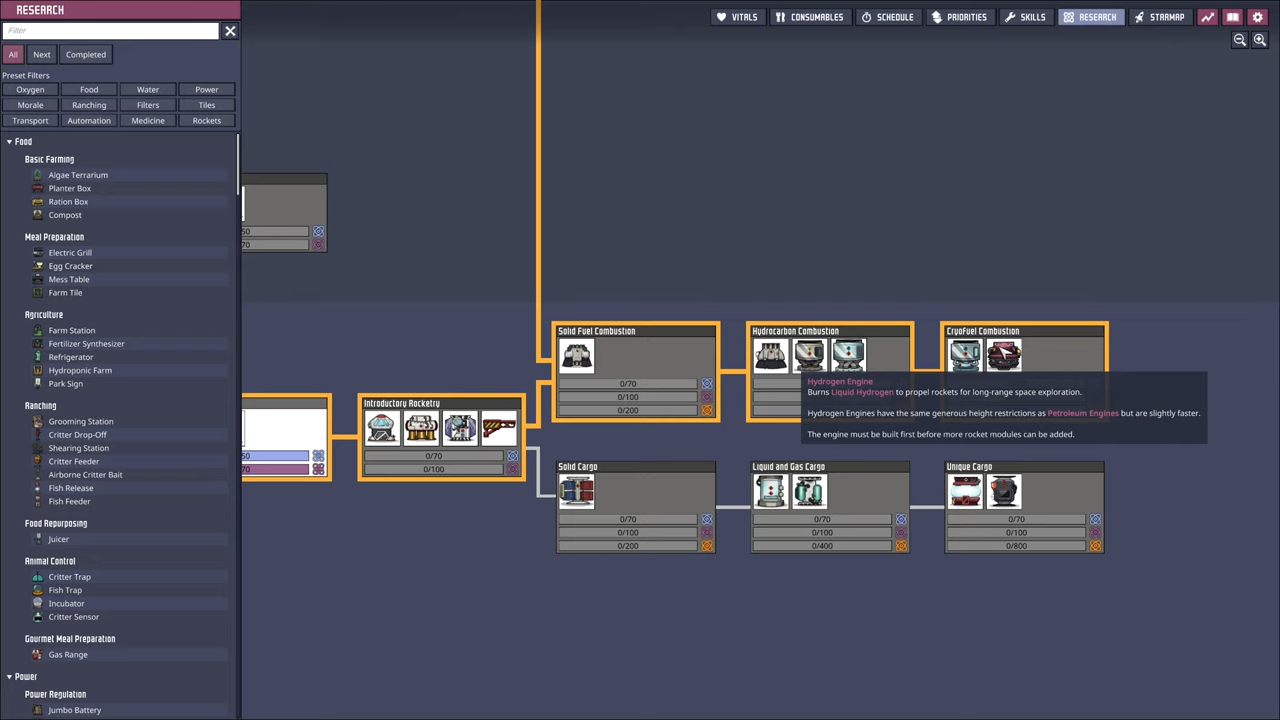 RESEARCH
Filter
All
Next
Completed
Preset Filters
Oxygen
Food
Water
Power
Morale
Ranching
Filters
Tiles
Transport
Automation
Medicine
Rockets
Food
Basic Farming
Algae Terrarium
Planter Box
Ration Box
Compost
Meal Preparation
Electric Grill
Egg Cracker
Mess Table
Farm Tile
Agriculture
Farm Station
Fertilizer Synthesizer
Refrigerator
Hydroponic Farm
Park Sign
Ranching
Grooming Station
Critter Drop-Off
Shearing Station
Critter Feeder
Airborne Critter Bait
Fish Release
Fish Feeder
Food Repurposing
Juicer
Animal Control
Critter Trap
Fish Trap
Incubator
Critter Sensor
Gourmet Meal Preparation
Gas Range
Power
Power Regulation
Jumbo Battery
VITALS
CONSUMABLES
SCHEDULE
PRIORITIES
SKILLS
RESEARCH
STARMAP
50
70
50
70
Introductory Rocketry
0/70
0/100
Solid Fuel Combustion
0/70
0/100
0/200
Hydrocarbon Combustion
CryoFuel Combustion
Hydrogen Engine
Burns Liquid Hydrogen to propel rockets for long-range space exploration.
Hydrogen Engines have the same generous height restrictions as Petroleum Engines but are slightly faster.
The engine must be built first before more rocket modules can be added.
Solid Cargo
0/70
0/100
0/200
Liquid and Gas Cargo
0/70
0/100
0/400
Unique Cargo
0/70
0/100
0/800